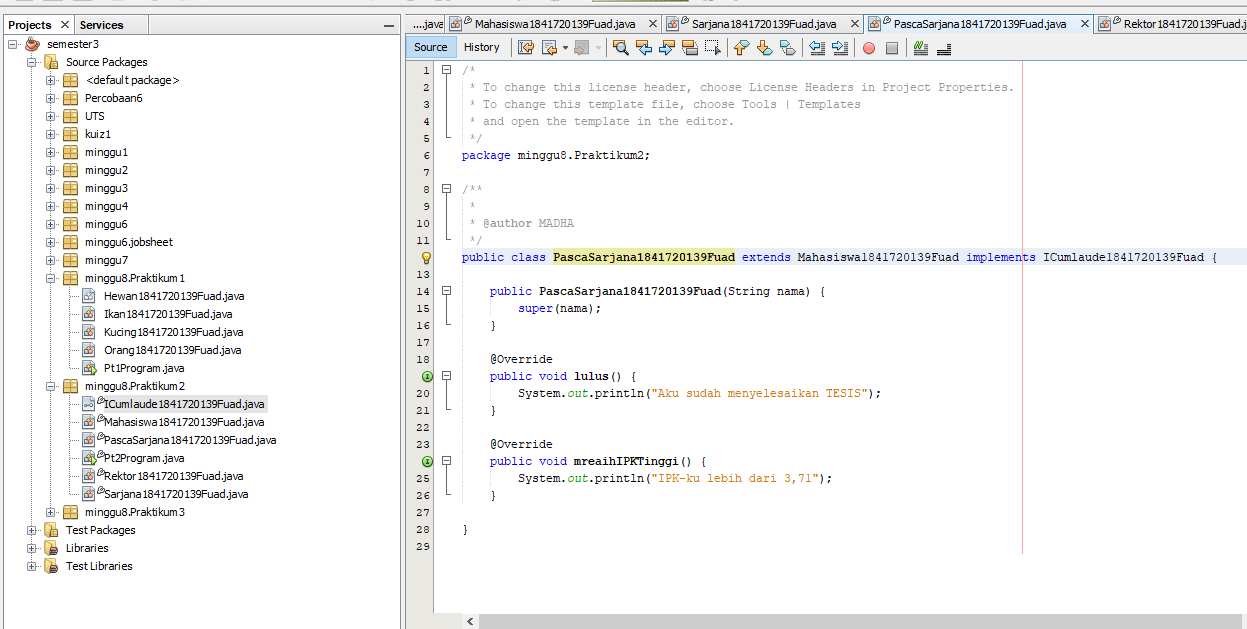 Projects
Services
semester3
Source Packages
<default package>
Percobaan6
UTS
kuiz1
minggu1
minggu2
minggu3
minggu4
minggu6
minggu6.jobsheet
minggu7
minggu8.Praktikum1
Hewan1841720139Fuad.java
Ikan1841720139Fuad.java
Kucing1841720139Fuad.java
Orang1841720139Fuad.java
Pt1Program.java
minggu8.Praktikum2
ICumlaude1841720139Fuad.java
Mahasiswa1841720139Fuad.java
PascaSarjana1841720139Fuad.java
Pt2Program.java
Rektor1841720139Fuad.java
Sarjana1841720139Fuad.java
minggu8.Praktikum3
Test Packages
Libraries
Test Libraries
....java Mahasiswa1841720139Fuad.java Sarjana1841720139Fuad.java PascaSarjana1841720139Fuad.java Rektor1841720139Fuad.j
Source History
1 /*
2 * To change this license header, choose License Headers in Project Properties.
3 * To change this template file, choose Tools | Templates
4 * and open the template in the editor.
5 */
6 package minggu8.Praktikum2;
7
8 /**
9 *
10 * @author MADHA
11 */
public class PascaSarjana1841720139Fuad extends Mahasiswa1841720139Fuad implements ICumlaude1841720139Fuad {
13
14 public PascaSarjana1841720139Fuad(String nama) {
15 super(nama);
16 }
17
18 @Override
public void lulus() {
20 System.out.println("Aku sudah menyelesaikan TESIS");
21 }
22
23 @Override
public void mreaihIPKTinggi() {
25 System.out.println("IPK-ku lebih dari 3,71");
26 }
27
28 }
29